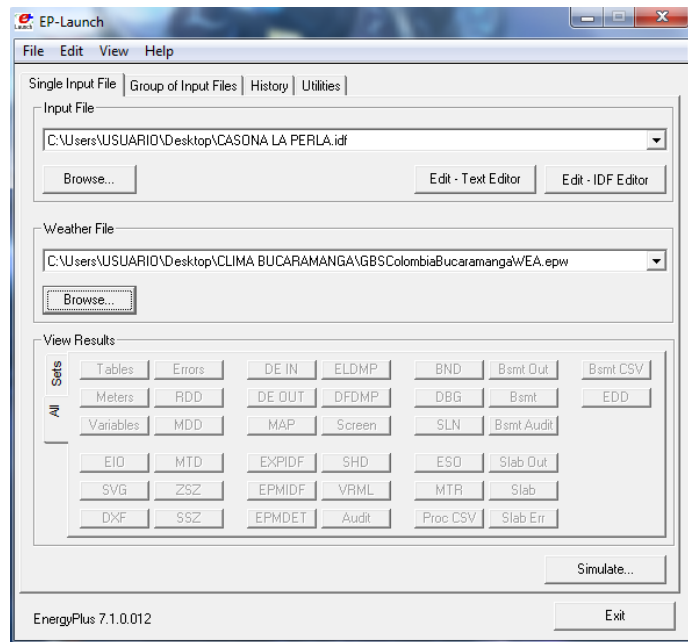 EP-Launch
File Edit View Help
Single Input File Group of Input Files History Utilities
Input File
C:\Users\USUARIO\Desktop\CASONA LA PERLA.idf
Browse... Edit - Text Editor Edit - IDF Editor
Weather File
C:\Users\USUARIO\Desktop\CLIMA BUCARAMANGA\GBSColombiaBucaramangaWEA.epw
Browse...
View Results
Sets
All
Tables Errors DE IN ELDMP BND Bsmt Out Bsmt CSV
Meters RDD DE OUT DFDMP DBG Bsmt EDD
Variables MDD MAP Screen SLN Bsmt Audit
EIO MTD EXPIDF SHD ESO Slab Out
SVG ZSZ EPMIDF VRML MTR Slab
DXF SSZ EPMDET Audit Proc CSV Slab Err
Simulate...
EnergyPlus 7.1.0.012 Exit